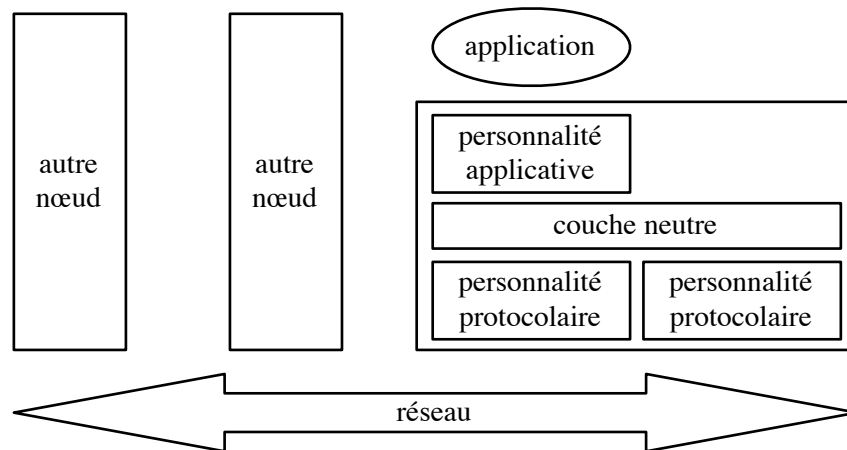 application
autre
nœud
autre
nœud
personnalité
applicative
couche neutre
personnalité
protocolaire
personnalité
protocolaire
réseau